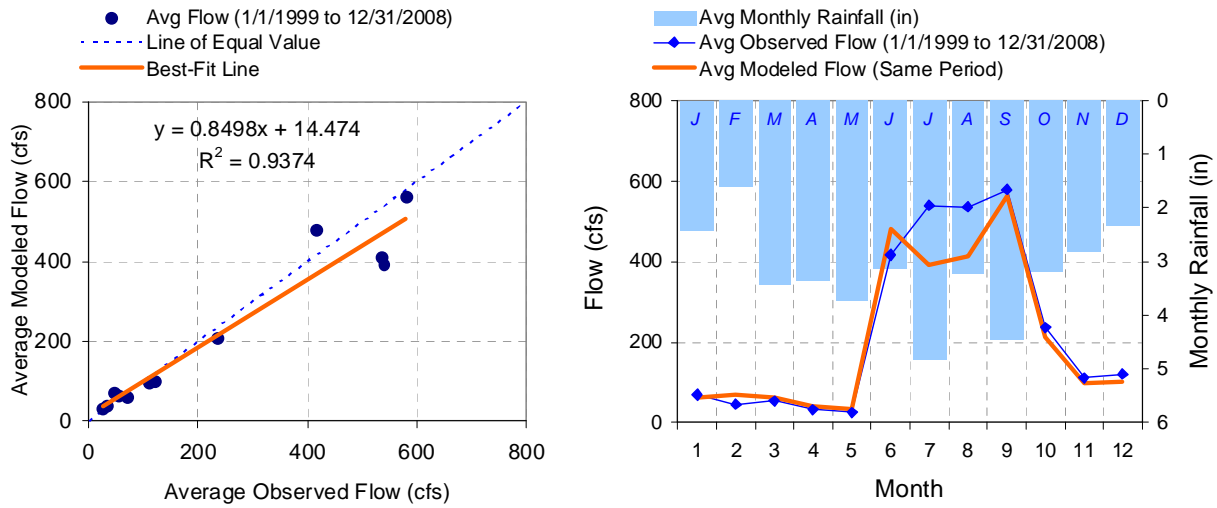 Avg Flow (1/1/1999 to 12/31/2008)
Line of Equal Value
Best-Fit Line
y = 0.8498x + 14.474
R² = 0.9374
800
600
400
200
0
Average Modeled Flow (cfs)
0 200 400 600 800
Average Observed Flow (cfs)
Avg Monthly Rainfall (in)
Avg Observed Flow (1/1/1999 to 12/31/2008)
Avg Modeled Flow (Same Period)
J F M A M J J A S O N D
800
600
400
200
0
Flow (cfs)
0
1
2
3
4
5
6
Monthly Rainfall (in)
1 2 3 4 5 6 7 8 9 10 11 12
Month